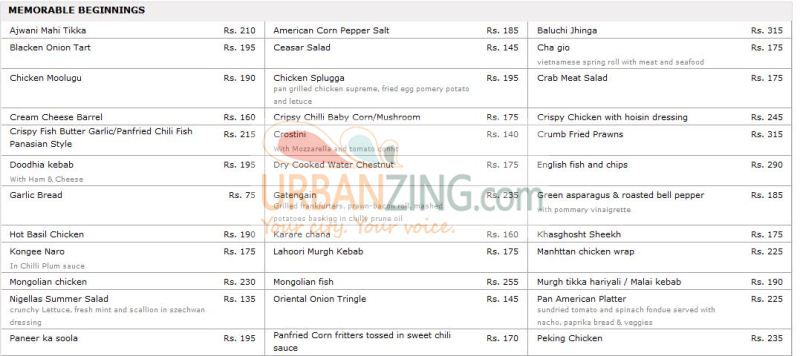 MEMORABLE BEGINNINGS
Ajwani Mahi Tikka Rs. 210 American Corn Pepper Salt Rs. 185 Baluchi Jhinga Rs. 315
Blacken Onion Tart Rs. 195 Ceasar Salad Rs. 145 Cha gio Rs. 175
vietnamese spring roll with meat and seafood
Chicken Moolugu Rs. 190 Chicken Splugga Rs. 195 Crab Meat Salad Rs. 175
pan grilled chicken supreme, fried egg pomery potato
and letuce
Cream Cheese Barrel Rs. 160 Cripsy Chilli Baby Corn/Mushroom Rs. 175 Crispy Chicken with hoisin dressing Rs. 245
Crispy Fish Butter Garlic/Panfried Chili Fish Rs. 215 Crostini Rs. 140 Crumb Fried Prawns Rs. 315
Panasian Style With Mozzarella and tomato confit
Doodhia kebab Rs. 195 Dry Cooked Water Chestnut Rs. 175 English fish and chips Rs. 290
With Ham & Cheese
Garlic Bread Rs. 75 Gatengain Rs. 235 Green asparagus & roasted bell pepper Rs. 185
Grilled frankfurters, prawn-bacon roll, mashed with pommery vinaigrette
potatoes basking in chilly prune oil
URBANZING.com
Your city. Your voice.
Hot Basil Chicken Rs. 190 Karare chana Rs. 160 Khasghosht Sheekh Rs. 175
Kongee Naro Rs. 175 Lahoori Murgh Kebab Rs. 175 Manhttan chicken wrap Rs. 225
In Chilli Plum sauce
Mongolian chicken Rs. 230 Mongolian fish Rs. 255 Murgh tikka hariyali / Malai kebab Rs. 190
Nigellas Summer Salad Rs. 135 Oriental Onion Tringle Rs. 145 Pan American Platter Rs. 225
crunchy Lettuce, fresh mint and scallion in szechwan sundried tomato and spinach fondue served with
dressing nacho, paprika bread & veggies
Paneer ka soola Rs. 195 Panfried Corn fritters tossed in sweet chili Rs. 170 Peking Chicken Rs. 235
sauce